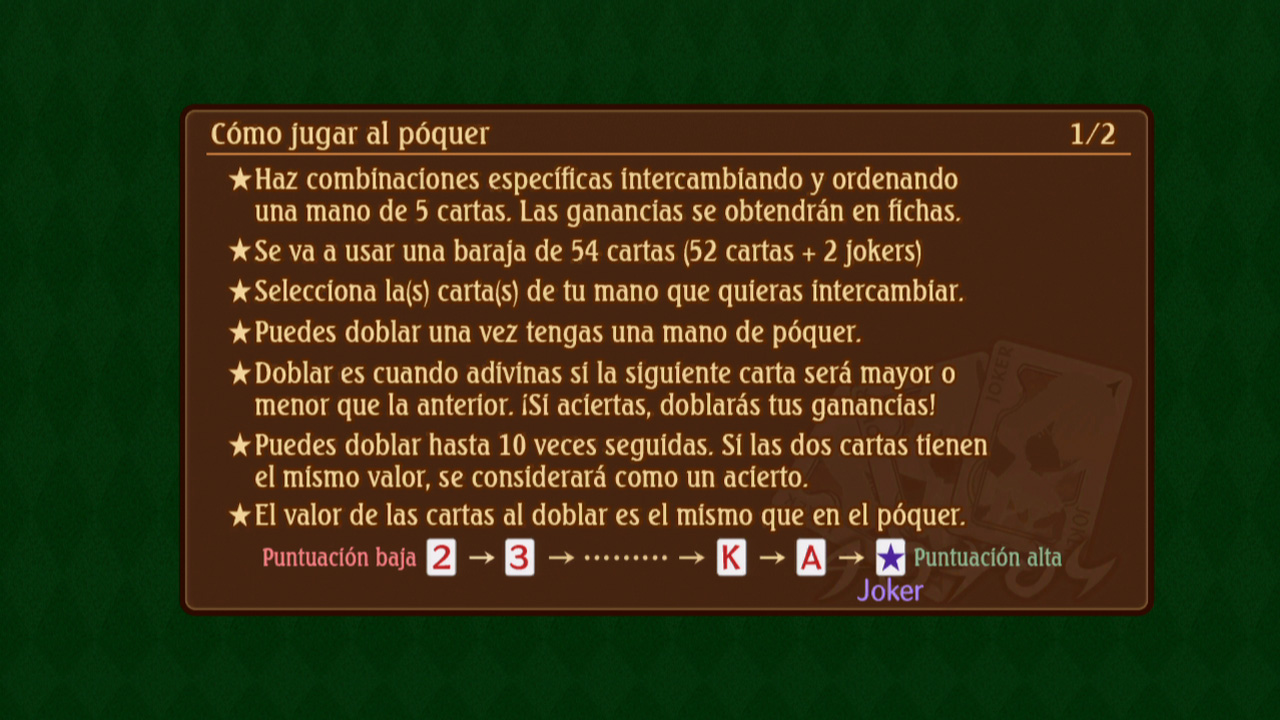 Cómo jugar al póquer 1/2
★Haz combinaciones específicas intercambiando y ordenando
una mano de 5 cartas. Las ganancias se obtendrán en fichas.
★Se va a usar una baraja de 54 cartas (52 cartas + 2 jokers)
★Selecciona la(s) carta(s) de tu mano que quieras intercambiar.
★Puedes doblar una vez tengas una mano de póquer.
★Doblar es cuando adivinas si la siguiente carta será mayor o
menor que la anterior. ¡Si aciertas, doblarás tus ganancias!
★Puedes doblar hasta 10 veces seguidas. Si las dos cartas tienen
el mismo valor, se considerará como un acierto.
★El valor de las cartas al doblar es el mismo que en el póquer.
Puntuación baja 2 → 3 → ········· → K → A → ★ Puntuación alta
Joker